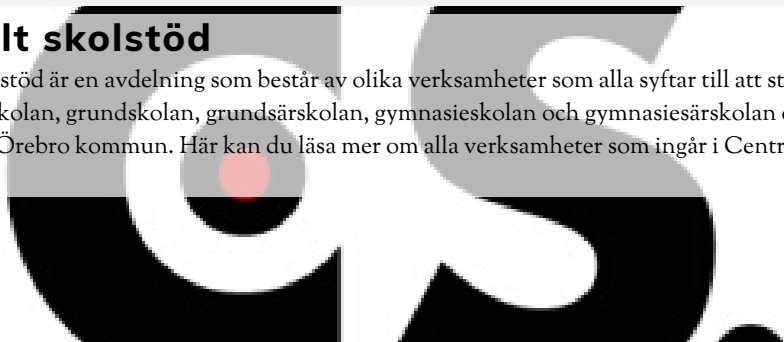 lt skolstöd
stöd är en avdelning som består av olika verksamheter som alla syftar till att st
kolan, grundskolan, grundsärskolan, gymnasieskolan och gymnasiesärskolan
Örebro kommun. Här kan du läsa mer om alla verksamheter som ingår i Centr
cs.